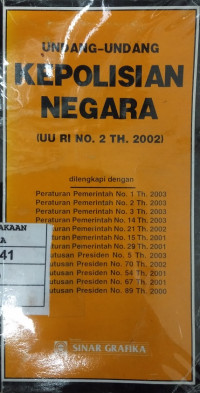 UNDANG-UNDANG
KEPOLISIAN
NEGARA
(UU RI NO. 2 TH. 2002)
dilengkapi dengan
Peraturan Pemerintah No. 1 Th. 2003
Peraturan Pemerintah No. 2 Th. 2003
Peraturan Pemerintah No. 3 Th. 2003
Peraturan Pemerintah No. 14 Th. 2003
turan Pemerintah No. 21 Th. 2002
turan Pemerintah No. 15 Th. 2001
turan Pemerintah No. 29 Th. 2001
utusan Presiden No. 5 Th. 2003
utusan Presiden No. 70 Th. 2002
utusan Presiden No. 54 Th. 2001
utusan Presiden No. 67 Th. 2001
utusan Presiden No. 89 Th. 2000
AKAAN
A
41
SINAR GRAFIKA